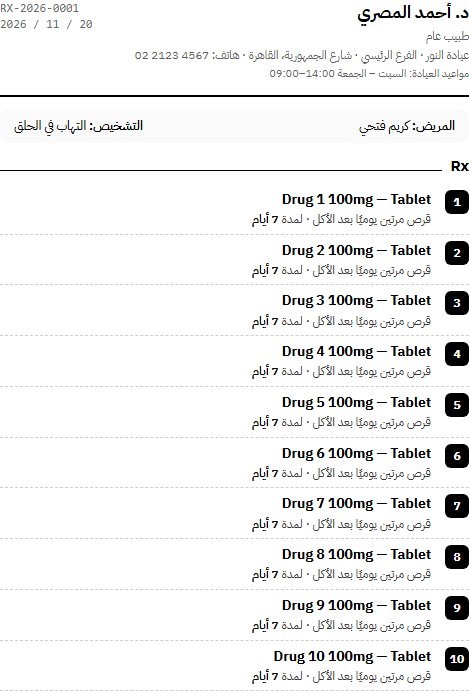 د. أحمد المصري
RX-2026-0001
2026 / 11 / 20
طبيب عام
عيادة النور · الفرع الرئيسي · شارع الجمهورية، القاهرة · هاتف: 02 2123 4567
مواعيد العيادة: السبت – الجمعة 09:00–14:00
المريض: كريم فتحي
التشخيص: التهاب في الحلق
Rx
1 Drug 1 100mg — Tablet
قرص مرتين يوميًا بعد الأكل · لمدة 7 أيام
2 Drug 2 100mg — Tablet
قرص مرتين يوميًا بعد الأكل · لمدة 7 أيام
3 Drug 3 100mg — Tablet
قرص مرتين يوميًا بعد الأكل · لمدة 7 أيام
4 Drug 4 100mg — Tablet
قرص مرتين يوميًا بعد الأكل · لمدة 7 أيام
5 Drug 5 100mg — Tablet
قرص مرتين يوميًا بعد الأكل · لمدة 7 أيام
6 Drug 6 100mg — Tablet
قرص مرتين يوميًا بعد الأكل · لمدة 7 أيام
7 Drug 7 100mg — Tablet
قرص مرتين يوميًا بعد الأكل · لمدة 7 أيام
8 Drug 8 100mg — Tablet
قرص مرتين يوميًا بعد الأكل · لمدة 7 أيام
9 Drug 9 100mg — Tablet
قرص مرتين يوميًا بعد الأكل · لمدة 7 أيام
10 Drug 10 100mg — Tablet
قرص مرتين يوميًا بعد الأكل · لمدة 7 أيام